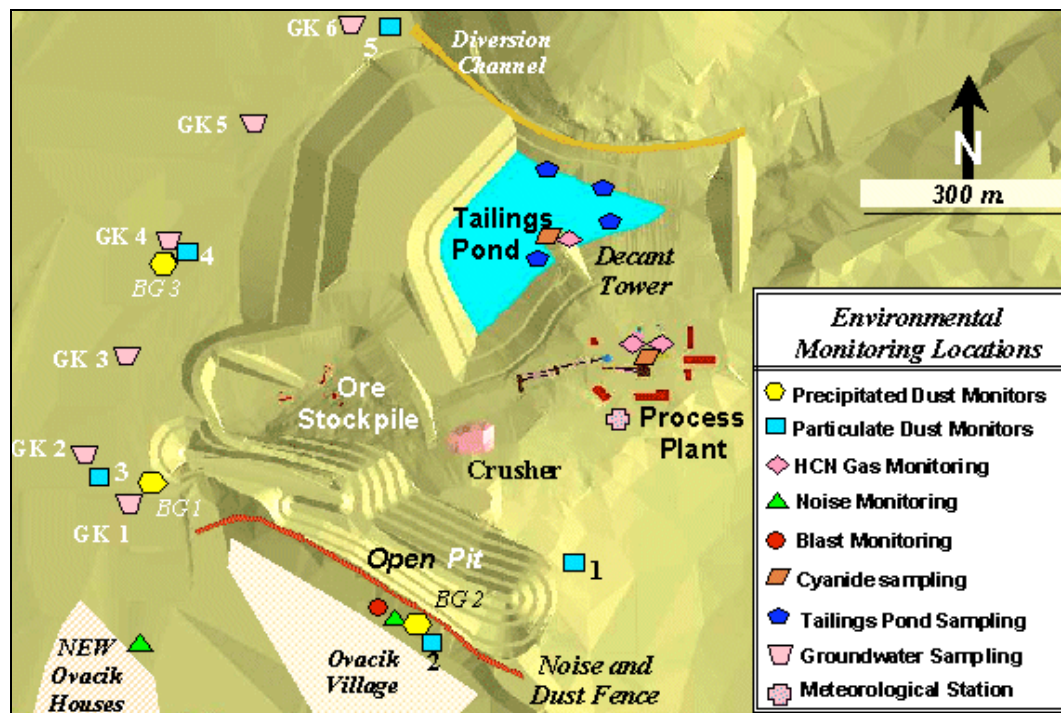 GK 6
5
Diversion
Channel
GK 5
N
300 m
Tailings
Pond
GK 4
4
BG 3
Decant
Tower
GK 3
Ore
Stockpile
Process
Plant
Crusher
GK 2
3
BG 1
GK 1
Open Pit
1
BG 2
2
NEW
Ovacik
Houses
Ovacik
Village
Noise and
Dust Fence
Environmental
Monitoring Locations
Precipitated Dust Monitors
Particulate Dust Monitors
HCN Gas Monitoring
Noise Monitoring
Blast Monitoring
Cyanide sampling
Tailings Pond Sampling
Groundwater Sampling
Meteorological Station